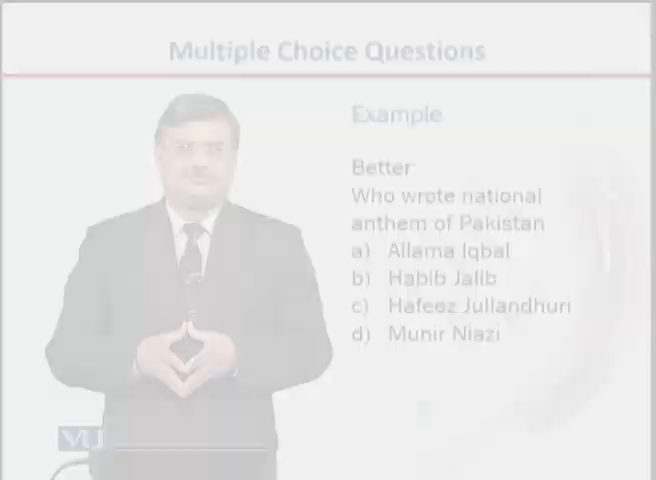 Multiple Choice Questions
Example
Better
Who wrote national
anthem of Pakistan
a) Allama Iqbal
b) Habib Jalib
c) Hafeez Jullandhuri
d) Munir Niazi
VU